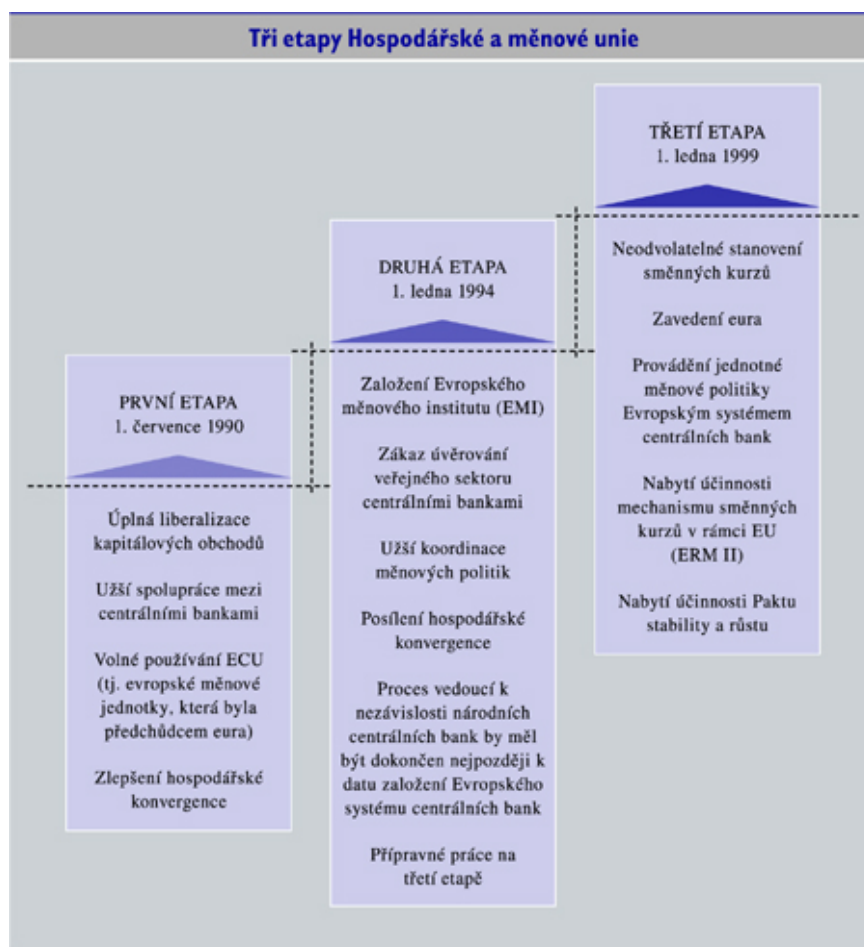 Tři etapy Hospodářské a měnové unie
PRVNÍ ETAPA
1. července 1990
Úplná liberalizace
kapitálových obchodů
Užší spolupráce mezi
centrálními bankami
Volné používání ECU
(tj. evropské měnové
jednotky, která byla
předchůdcem eura)
Zlepšení hospodářské
konvergence
DRUHÁ ETAPA
1. ledna 1994
Založení Evropského
měnového institutu (EMI)
Zákaz úvěrování
veřejného sektoru
centrálními bankami
Užší koordinace
měnových politik
Posílení hospodářské
konvergence
Proces vedoucí k
nezávislosti národních
centrálních bank by měl
být dokončen nejpozději k
datu založení Evropského
systému centrálních bank
Přípravné práce na
třetí etapě
TŘETÍ ETAPA
1. ledna 1999
Neodvolatelné stanovení
směnných kurzů
Zavedení eura
Provádění jednotné
měnové politiky
Evropským systémem
centrálních bank
Nabytí účinnosti
mechanismu směnných
kurzů v rámci EU
(ERM II)
Nabytí účinnosti Paktu
stability a růstu